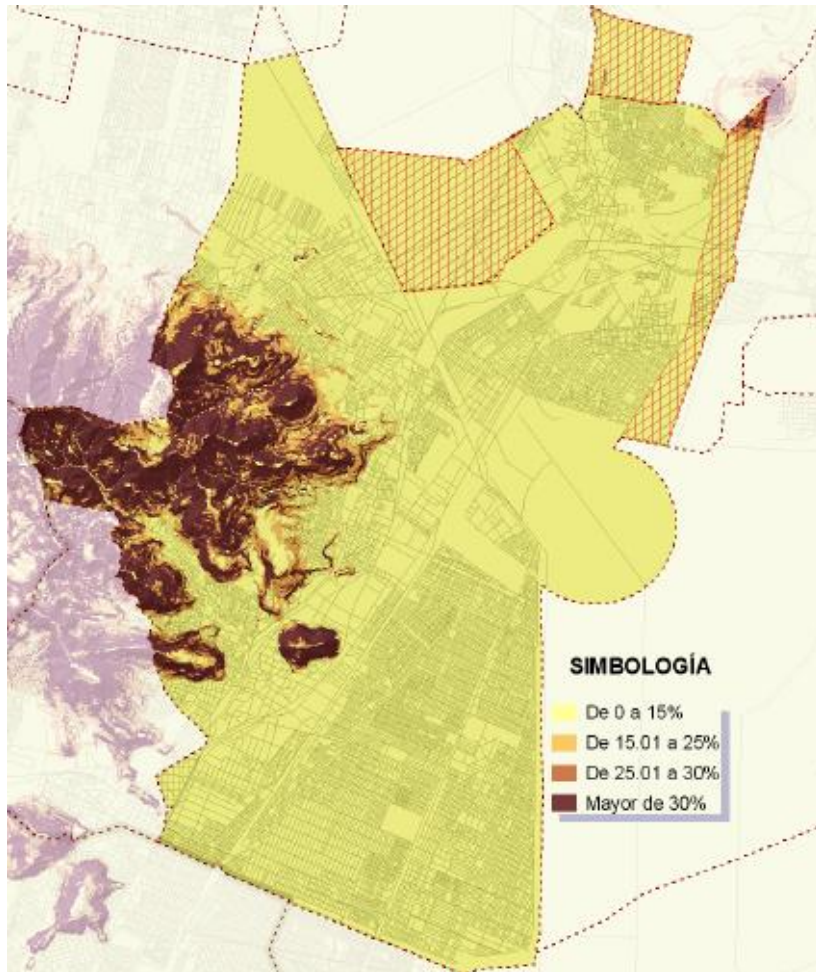 SIMBOLOGÍA
De 0 a 15%
De 15.01 a 25%
De 25.01 a 30%
Mayor de 30%